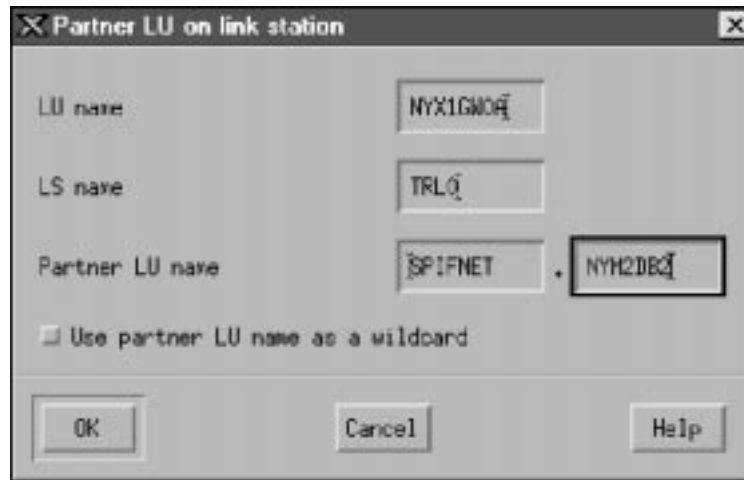 Partner LU on link station
LU name NYX1GW0A
LS name TRL0
Partner LU name SPIFNET . NYM2DB2
Use partner LU name as a wildcard
OK Cancel Help